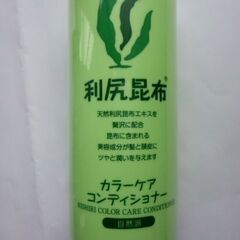 利尻昆布
天然利尻昆布エキスを
贅沢に配合
昆布に含まれる
美容成分が髪と頭皮に
ツヤと潤いを与えます
カラーケア
コンディショナー
RISHIRI COLOR CARE CONDITIONER
自然派